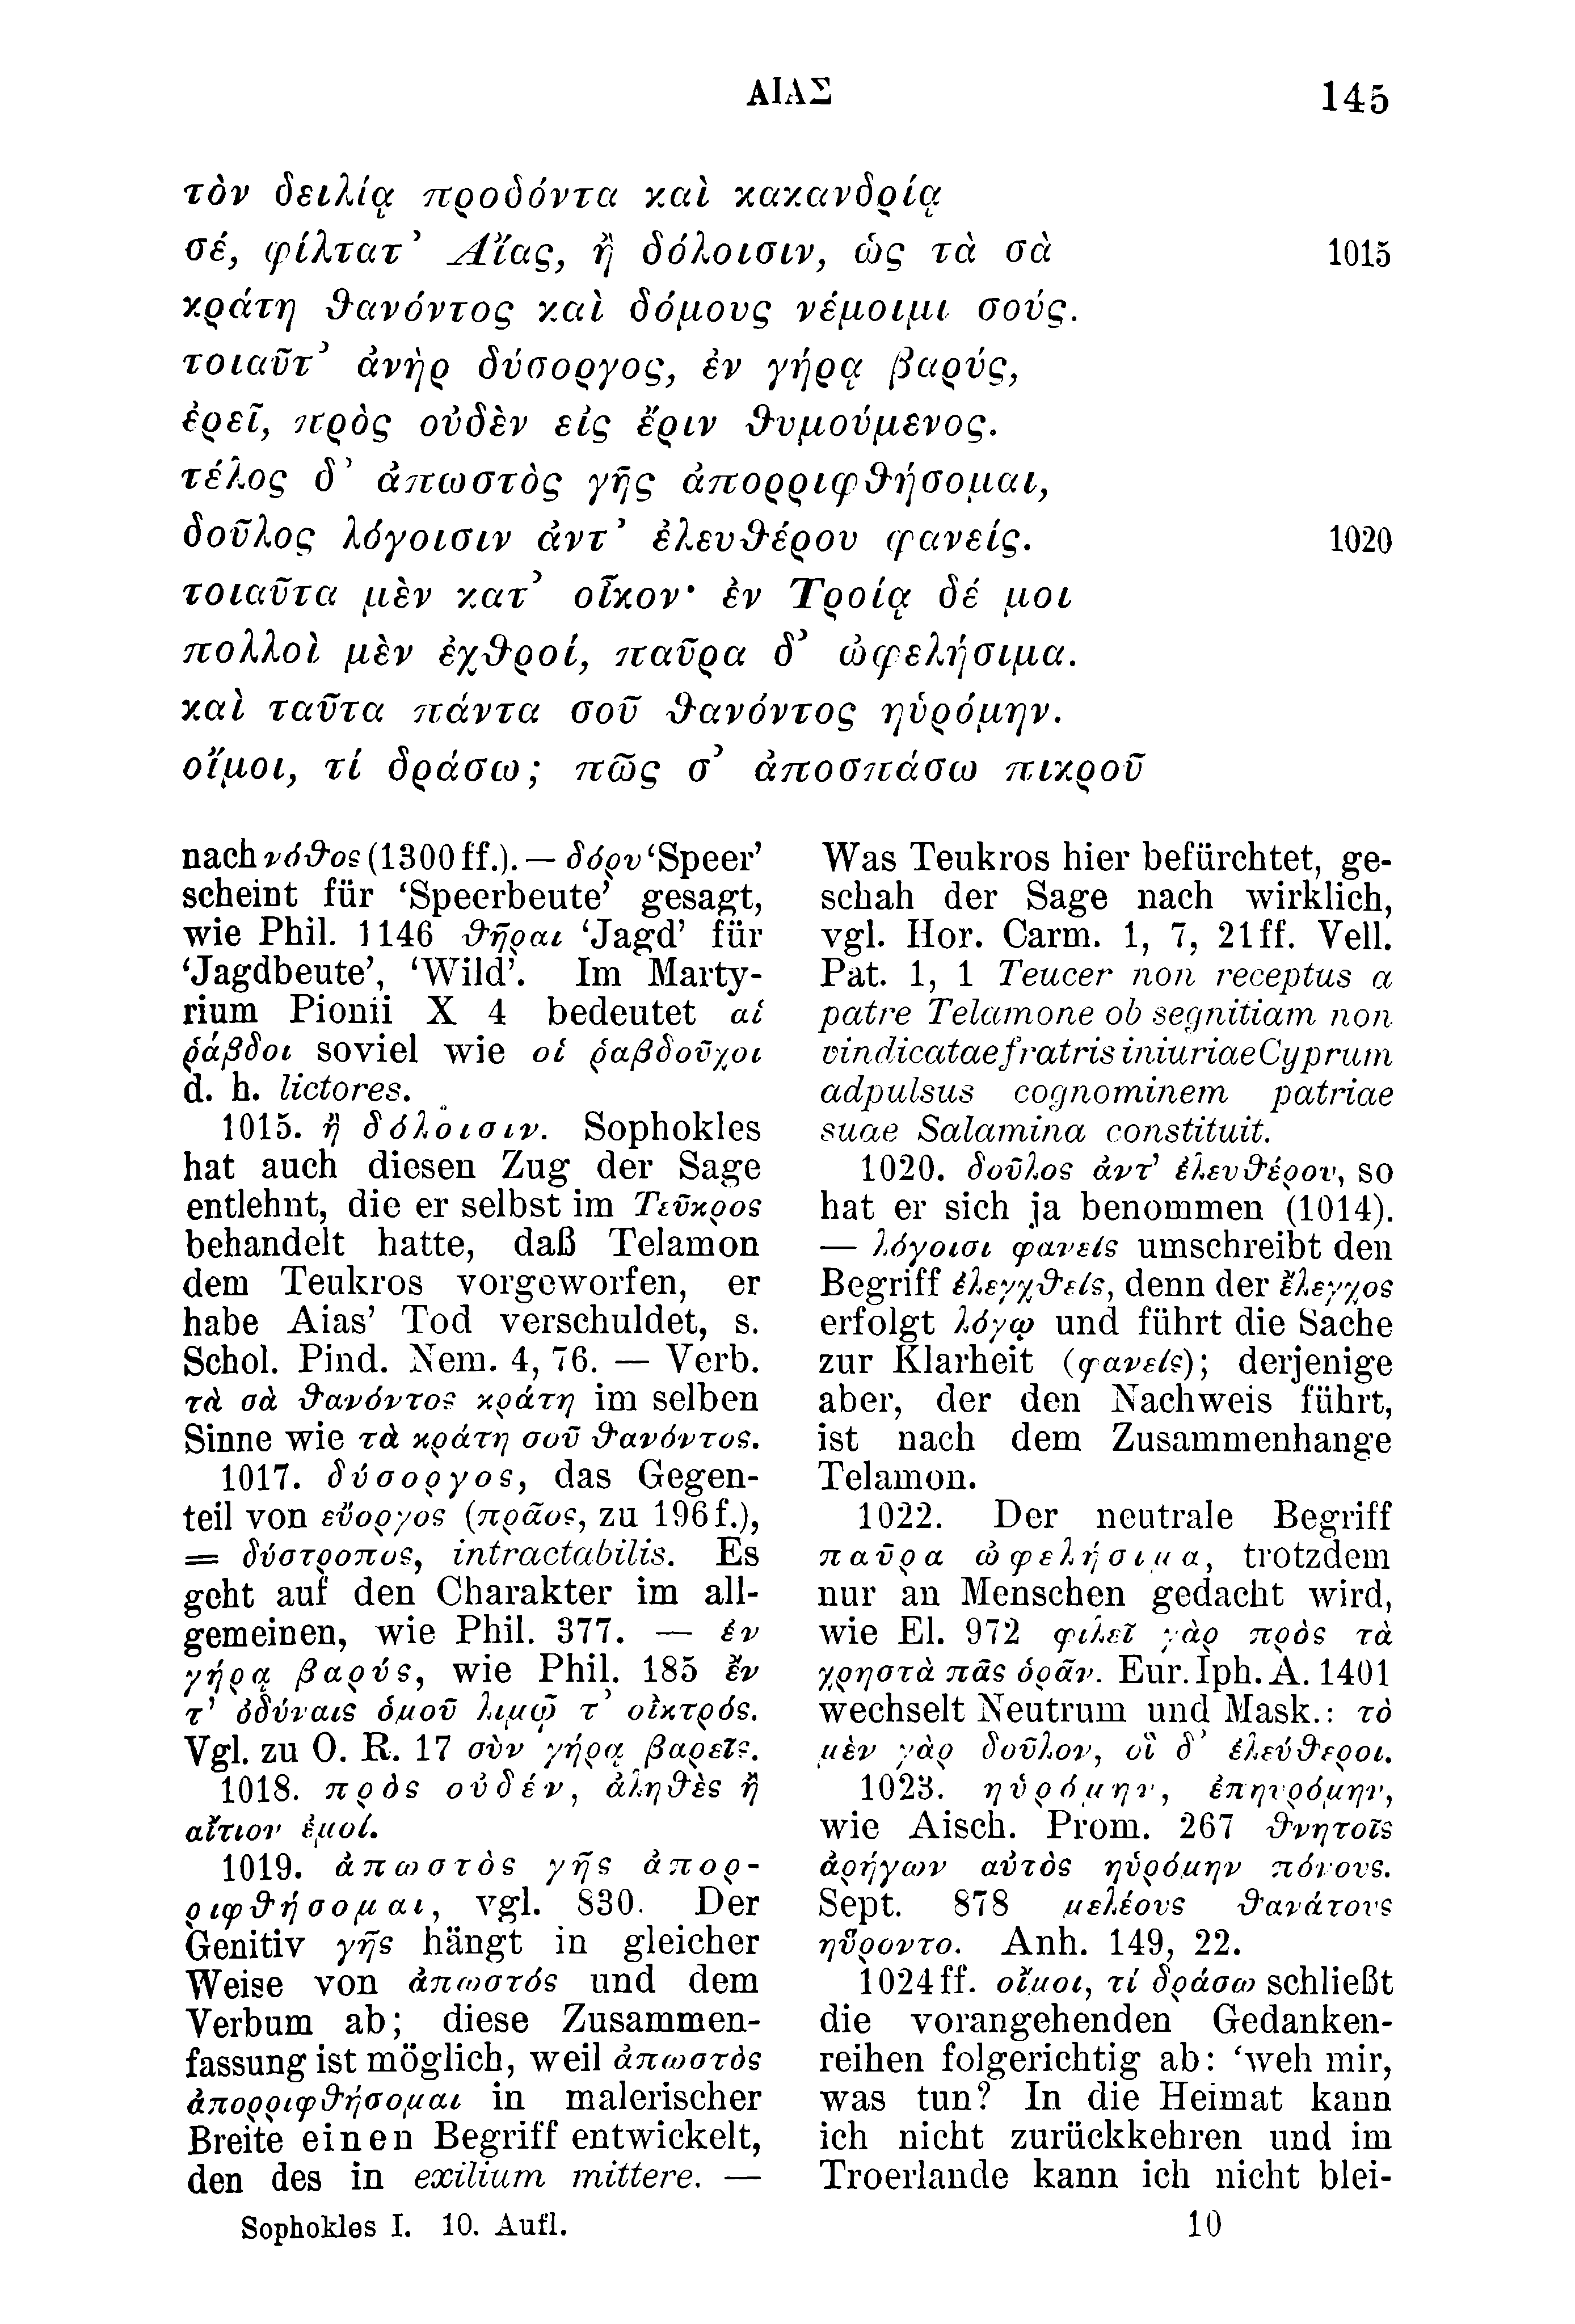 ΑΙΑΣ 145
τὸν δειλίᾳ προδόντα καὶ κακανδρίᾳ
σέ, φίλτατ’ Αἴας, ἢ δόλοισιν, ὡς τὰ σὰ 1015
κράτη θανόντος καὶ δόμους νέμοιμι σούς.
τοιαῦτ’ ἀνὴρ δύσοργος, ἐν γήρᾳ βαρύς,
ἐρεῖ, πρὸς οὐδὲν εἰς ἔριν θυμούμενος.
τέλος δ’ ἀπωστὸς γῆς ἀπορριφθήσομαι,
δοῦλος λόγοισιν ἀντ’ ἐλευθέρου φανείς. 1020
τοιαῦτα μὲν κατ’ οἶκον· ἐν Τροίᾳ δέ μοι
πολλοὶ μὲν ἐχθροί, παῦρα δ’ ὠφελήσιμα.
καὶ ταῦτα πάντα σοῦ θανόντος ηὑρόμην.
οἴμοι, τί δράσω; πῶς σ’ ἀποσπάσω πικροῦ
nach νόθος (1300ff.). — δόρυ ‘Speer’
scheint für ‘Speerbeute’ gesagt,
wie Phil. 1146 θῆραι ‘Jagd’ für
‘Jagdbeute’, ‘Wild’. Im Marty-
rium Pionii X 4 bedeutet αἱ
ῥάβδοι soviel wie οἱ ῥαβδοῦχοι
d. h. lictores.
1015. ἢ δόλοισιν. Sophokles
hat auch diesen Zug der Sage
entlehnt, die er selbst im Τεῦκρος
behandelt hatte, daß Telamon
dem Teukros vorgeworfen, er
habe Aias’ Tod verschuldet, s.
Schol. Pind. Nem. 4, 76. — Verb.
τὰ σὰ θανόντος κράτη im selben
Sinne wie τὰ κράτη σοῦ θανόντος.
1017. δύσοργος, das Gegen-
teil von εὔοργος (πρᾶος, zu 196f.),
= δύστροπος, intractabilis. Es
geht auf den Charakter im all-
gemeinen, wie Phil. 377. — ἐν
γήρᾳ βαρύς, wie Phil. 185 ἔν
τ’ ὀδύναις ὁμοῦ λιμῷ τ’ οἰκτρός.
Vgl. zu O. R. 17 σὺν γήρᾳ βαρεῖς.
1018. πρὸς οὐδέν, ἀληθὲς ἢ
αἴτιον ἐμοί.
1019. ἀπωστὸς γῆς ἀπορ-
ριφθήσομαι, vgl. 830. Der
Genitiv γῆς hängt in gleicher
Weise von ἀπωστός und dem
Verbum ab; diese Zusammen-
fassung ist möglich, weil ἀπωστὸς
ἀπορριφθήσομαι in malerischer
Breite einen Begriff entwickelt,
den des in exilium mittere. —
Was Teukros hier befürchtet, ge-
schah der Sage nach wirklich,
vgl. Hor. Carm. 1, 7, 21ff. Vell.
Pat. 1, 1 Teucer non receptus a
patre Telamone ob segnitiam non
vindicatae fratris iniuriae Cyprum
adpulsus cognominem patriae
suae Salamina constituit.
1020. δοῦλος ἀντ’ ἐλευθέρου, so
hat er sich ja benommen (1014).
— λόγοισι φανείς umschreibt den
Begriff ἐλεγχθείς, denn der ἔλεγχος
erfolgt λόγῳ und führt die Sache
zur Klarheit (φανείς); derjenige
aber, der den Nachweis führt,
ist nach dem Zusammenhange
Telamon.
1022. Der neutrale Begriff
παῦρα ὠφελήσιμα, trotzdem
nur an Menschen gedacht wird,
wie El. 972 φιλεῖ γὰρ πρὸς τὰ
χρηστὰ πᾶς ὁρᾶν. Eur. Iph. A. 1401
wechselt Neutrum und Mask.: τὸ
μὲν γὰρ δοῦλον, οἳ δ’ ἐλεύθεροι.
1023. ηὑρόμην, ἐπηυρόμην,
wie Aisch. Prom. 267 θνητοῖς
ἀρήγων αὐτὸς ηὑρόμην πόνους.
Sept. 878 μελέους θανάτους
ηὕροντο. Anh. 149, 22.
1024ff. οἴμοι, τί δράσω schließt
die vorangehenden Gedanken-
reihen folgerichtig ab: ‘weh mir,
was tun? In die Heimat kann
ich nicht zurückkehren und im
Troerlande kann ich nicht blei-
Sophokles I. 10. Aufl. 10